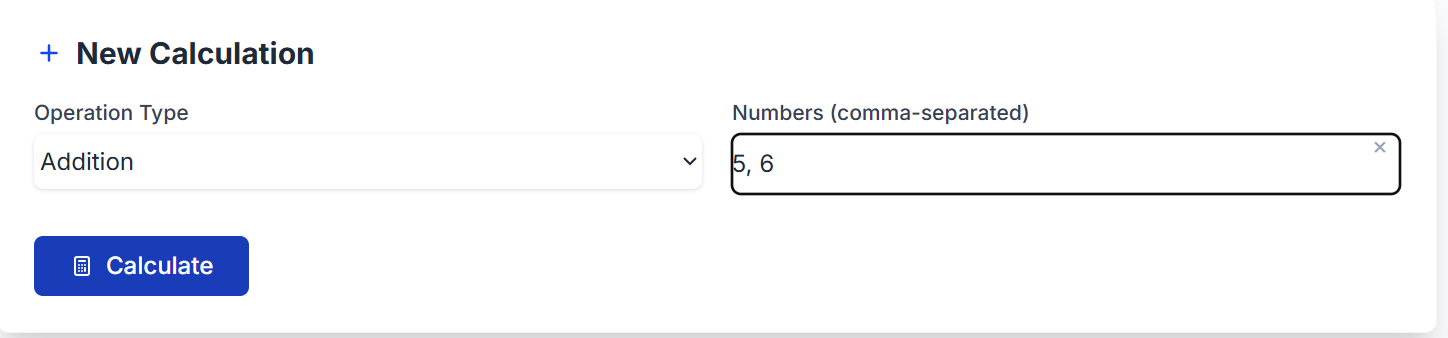 New Calculation
Operation Type
Addition
Numbers (comma-separated)
5, 6
Calculate